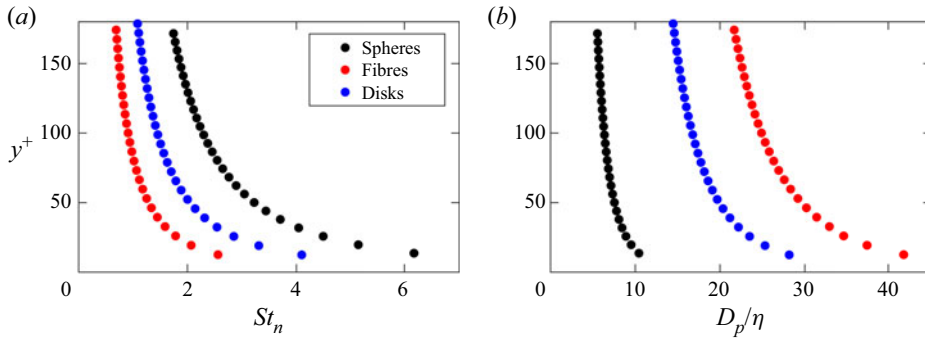 (a)
(b)
150
100
50
0
2
4
6
y+
St_n
Spheres
Fibres
Disks
150
100
50
0
10
20
30
40
D_p/η